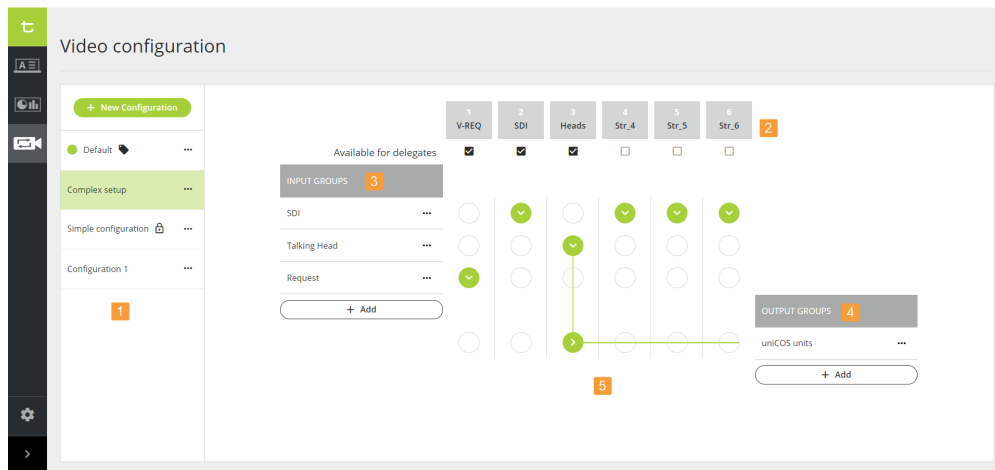 Video configuration
+ New Configuration
Default
Complex setup
Simple configuration
Configuration 1
1
1 2 3 4 5 6
V-REQ SDI Heads Str_4 Str_5 Str_6
2
Available for delegates
INPUT GROUPS
3
SDI
Talking Head
Request
+ Add
OUTPUT GROUPS
4
uniCOS units
+ Add
5